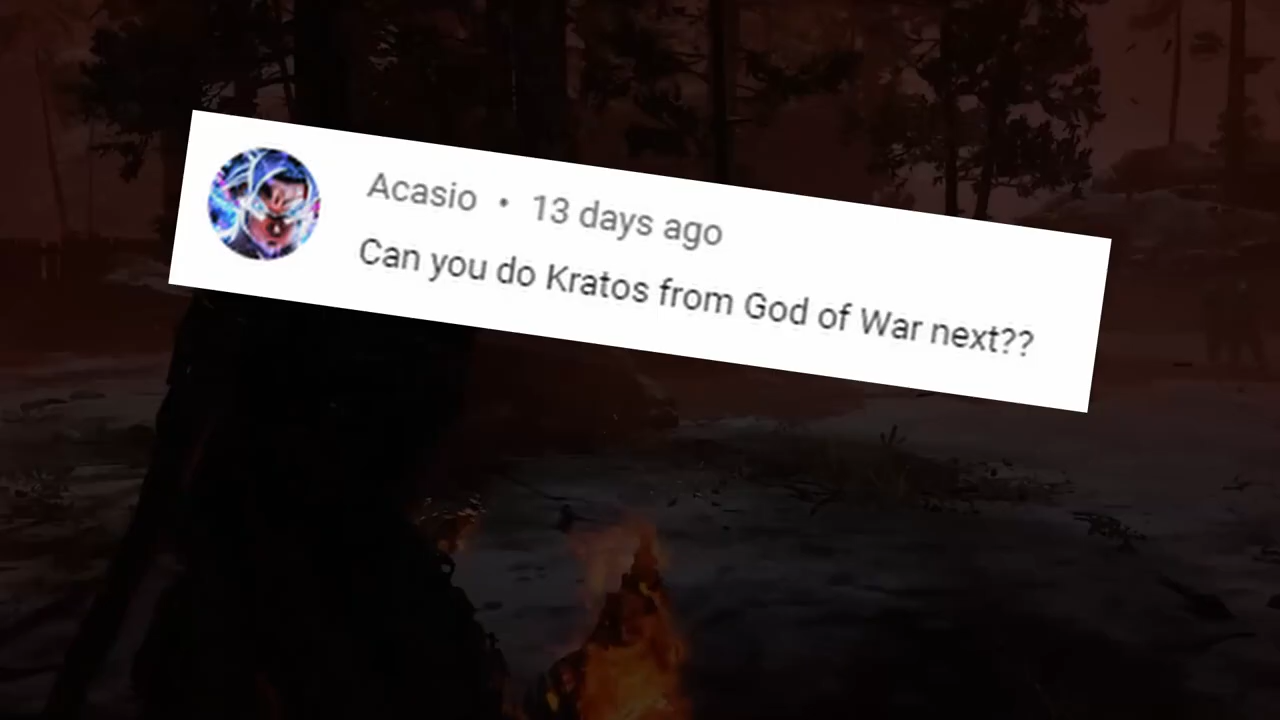 Acasio • 13 days ago
Can you do Kratos from God of War next??